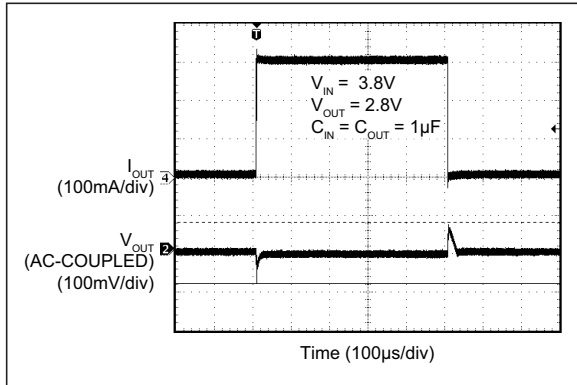 T
V_IN = 3.8V
V_OUT = 2.8V
C_IN = C_OUT = 1µF
I_OUT
4
(100mA/div)
V_OUT
2
(AC-COUPLED)
(100mV/div)
Time (100µs/div)